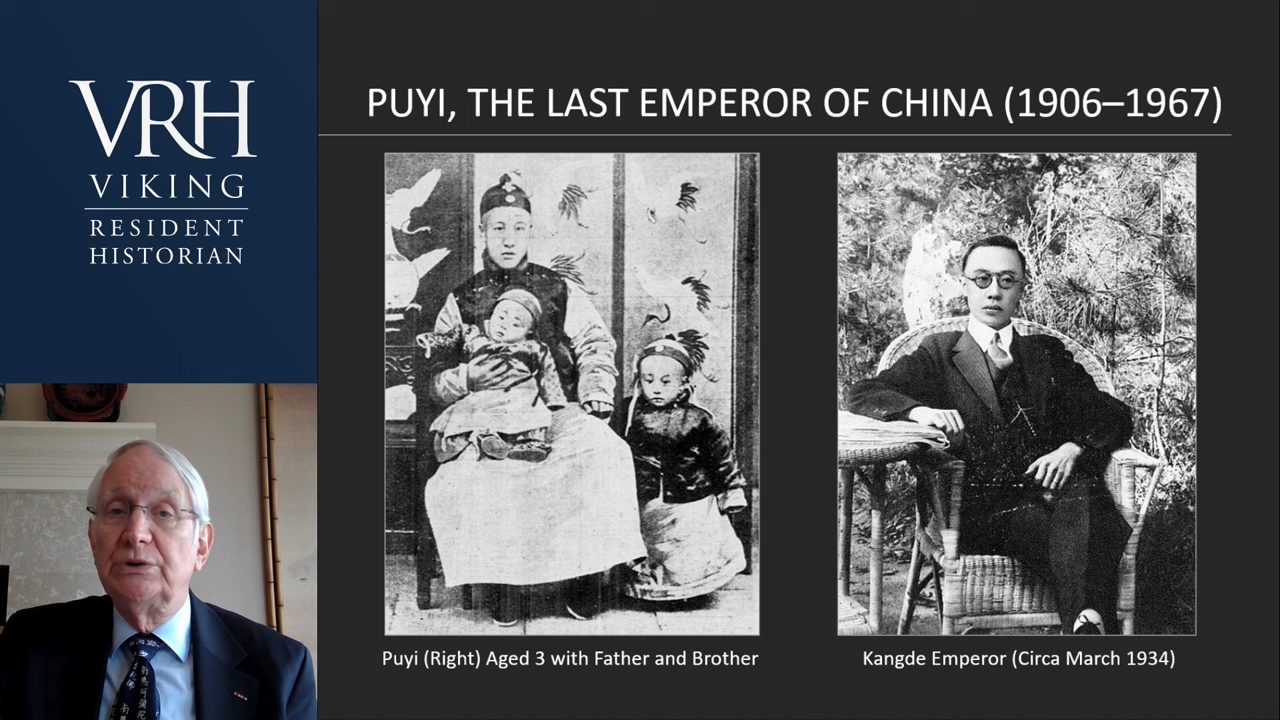 VRH
VIKING
RESIDENT
HISTORIAN
PUYI, THE LAST EMPEROR OF CHINA (1906–1967)
Puyi (Right) Aged 3 with Father and Brother
Kangde Emperor (Circa March 1934)